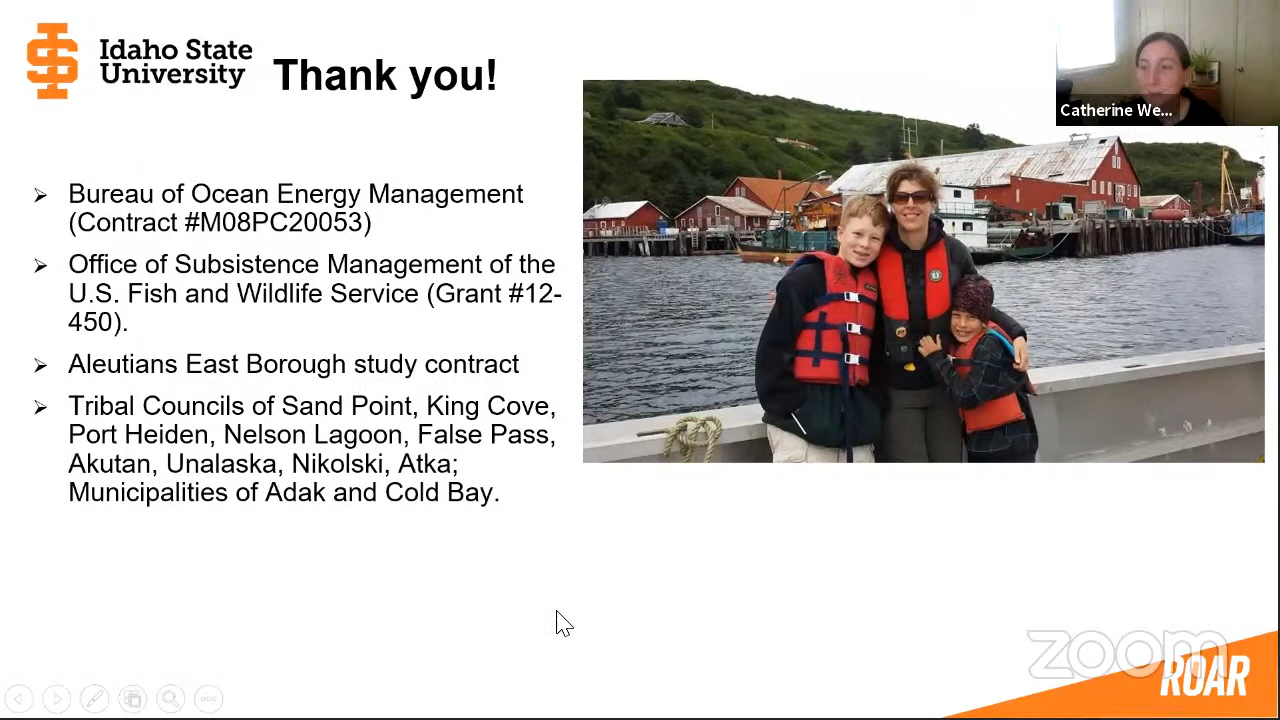 Idaho State
University
Thank you!
Catherine We...
➢ Bureau of Ocean Energy Management
(Contract #M08PC20053)
➢ Office of Subsistence Management of the
U.S. Fish and Wildlife Service (Grant #12-
450).
➢ Aleutians East Borough study contract
➢ Tribal Councils of Sand Point, King Cove,
Port Heiden, Nelson Lagoon, False Pass,
Akutan, Unalaska, Nikolski, Atka;
Municipalities of Adak and Cold Bay.
zoom
ROAR